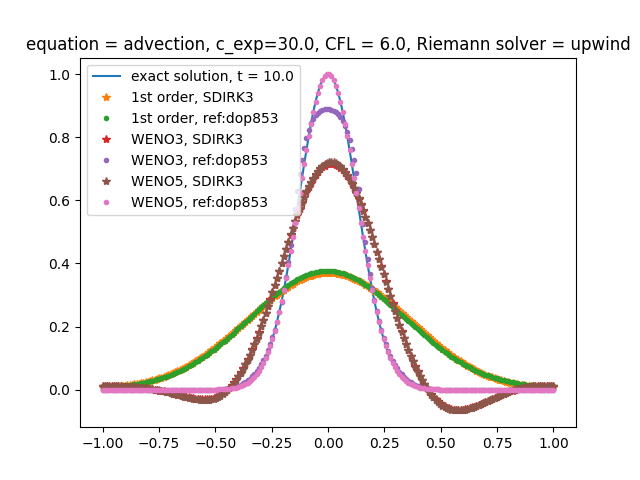 equation = advection, c_exp=30.0, CFL = 6.0, Riemann solver = upwind
exact solution, t = 10.0
1st order, SDIRK3
1st order, ref:dop853
WENO3, SDIRK3
WENO3, ref:dop853
WENO5, SDIRK3
WENO5, ref:dop853
1.0
0.8
0.6
0.4
0.2
0.0
−1.00 −0.75 −0.50 −0.25 0.00 0.25 0.50 0.75 1.00